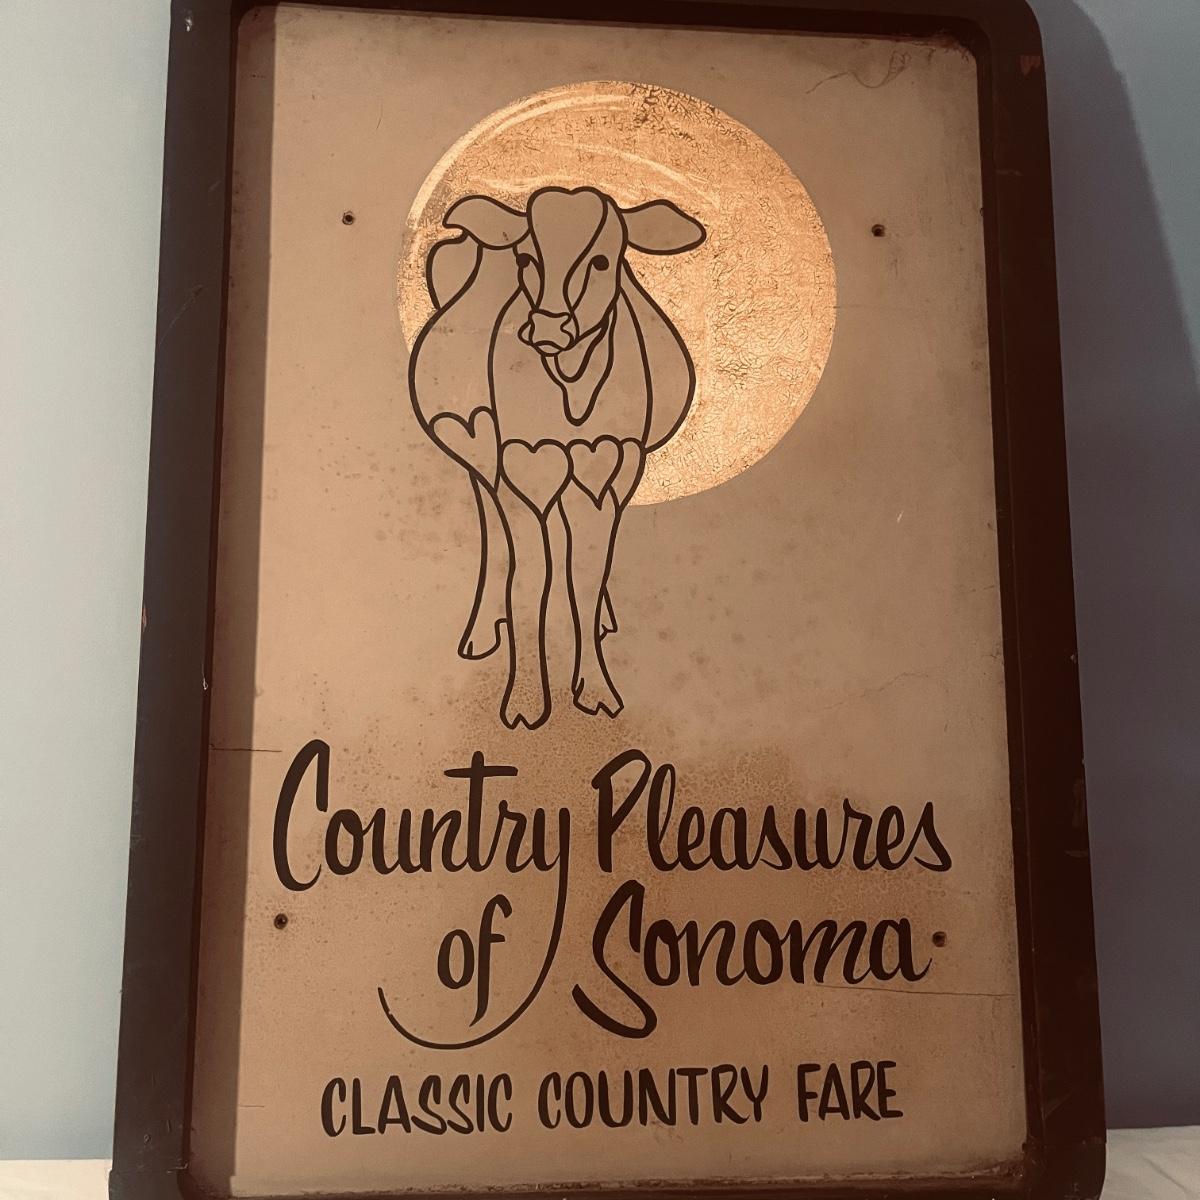 Country Pleasures
of Sonoma
CLASSIC COUNTRY FARE